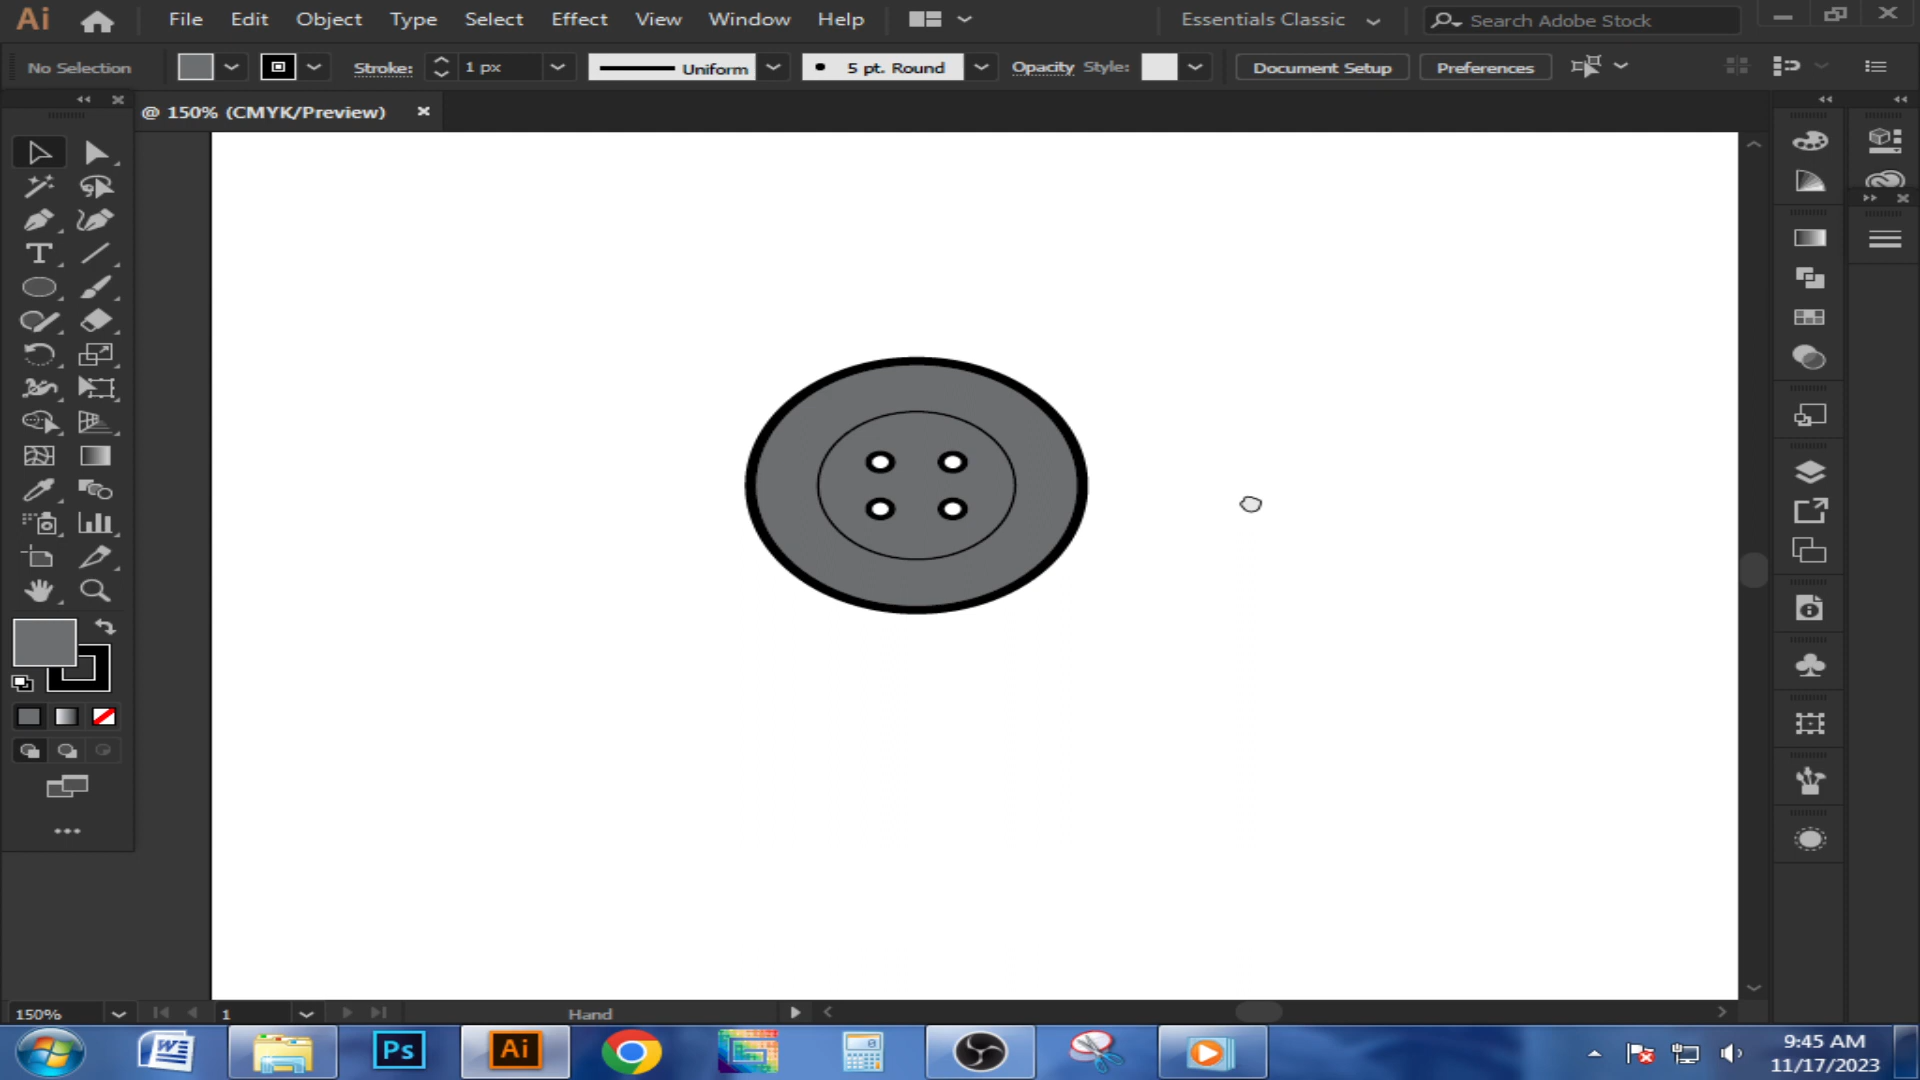 Ai File Edit Object Type Select Effect View Window Help Essentials Classic Search Adobe Stock
No Selection Stroke: 1 px Uniform 5 pt. Round Opacity Style: Document Setup Preferences
@ 150% (CMYK/Preview)
T
150% 1 Hand
W Ps Ai 9:45 AM
11/17/2023